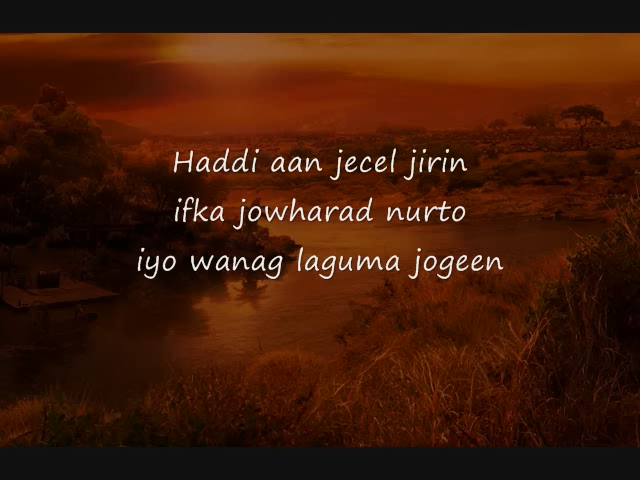 Haddi aan jecel jirin
ifka jowharad nurto
iyo wanag laguma jogeen